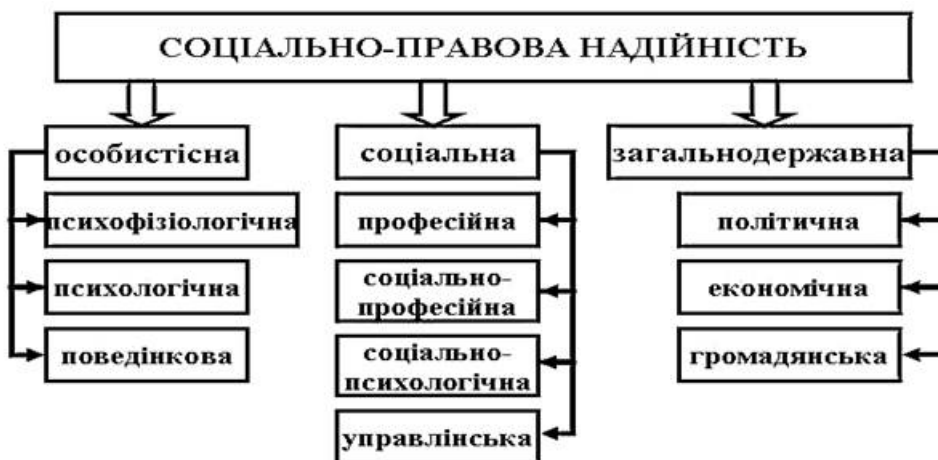 СОЦІАЛЬНО-ПРАВОВА НАДІЙНІСТЬ
особистісна
психофізіологічна
психологічна
поведінкова
соціальна
професійна
соціально-
професійна
соціально-
психологічна
управлінська
загальнодержавна
політична
економічна
громадянська